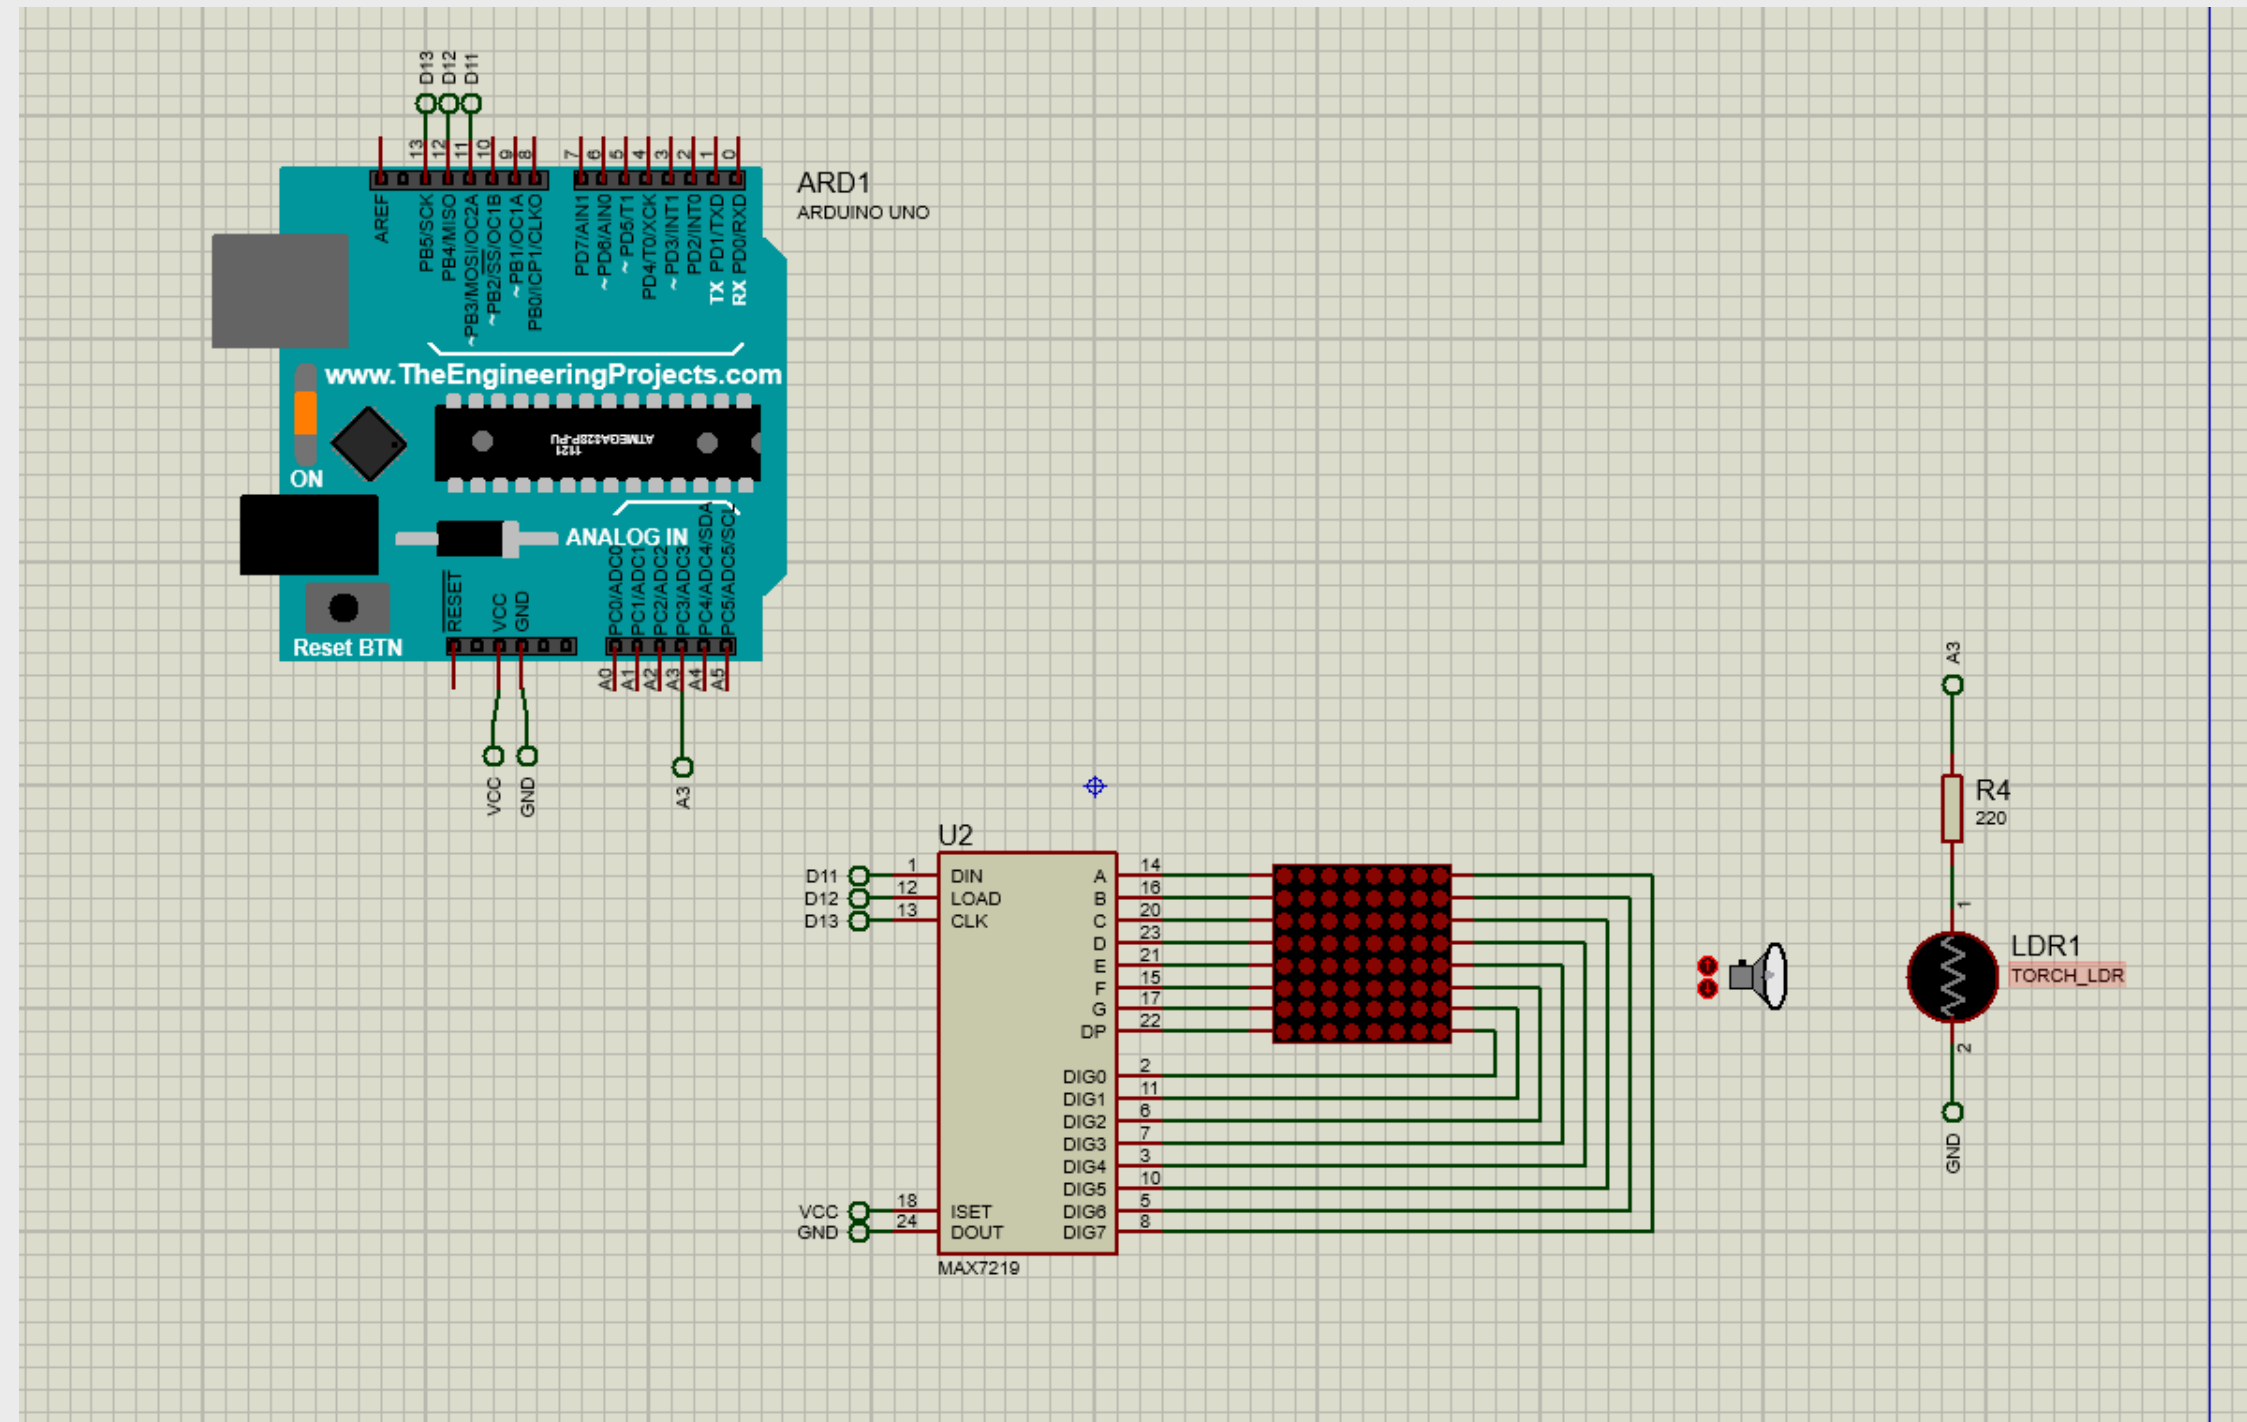 D13
D12
D11
13
12
11
10
9
8
7
6
5
4
3
2
1
0
AREF
PB5/SCK
PB4/MISO
~PB3/MOSI/OC2A
~PB2/SS/OC1B
~PB1/OC1A
PB0/ICP1/CLKO
PD7/AIN1
~PD6/AIN0
~PD5/T1
PD4/T0/XCK
~PD3/INT1
PD2/INT0
TX PD1/TXD
RX PD0/RXD
ARD1
ARDUINO UNO
www.TheEngineeringProjects.com
ATMEGA328P-PU
1121
ON
ANALOG IN
RESET
VCC
GND
PC0/ADC0
PC1/ADC1
PC2/ADC2
PC3/ADC3
PC4/ADC4/SDA
PC5/ADC5/SCL
Reset BTN
A0
A1
A2
A3
A4
A5
VCC
GND
A3
U2
D11 1 DIN A 14
D12 12 LOAD B 16
D13 13 CLK C 20
D 23
E 21
F 15
G 17
DP 22
DIG0 2
DIG1 11
DIG2 6
DIG3 7
DIG4 3
DIG5 10
VCC 18 ISET DIG6 5
GND 24 DOUT DIG7 8
MAX7219
A3
R4
220
1
LDR1
TORCH_LDR
2
GND